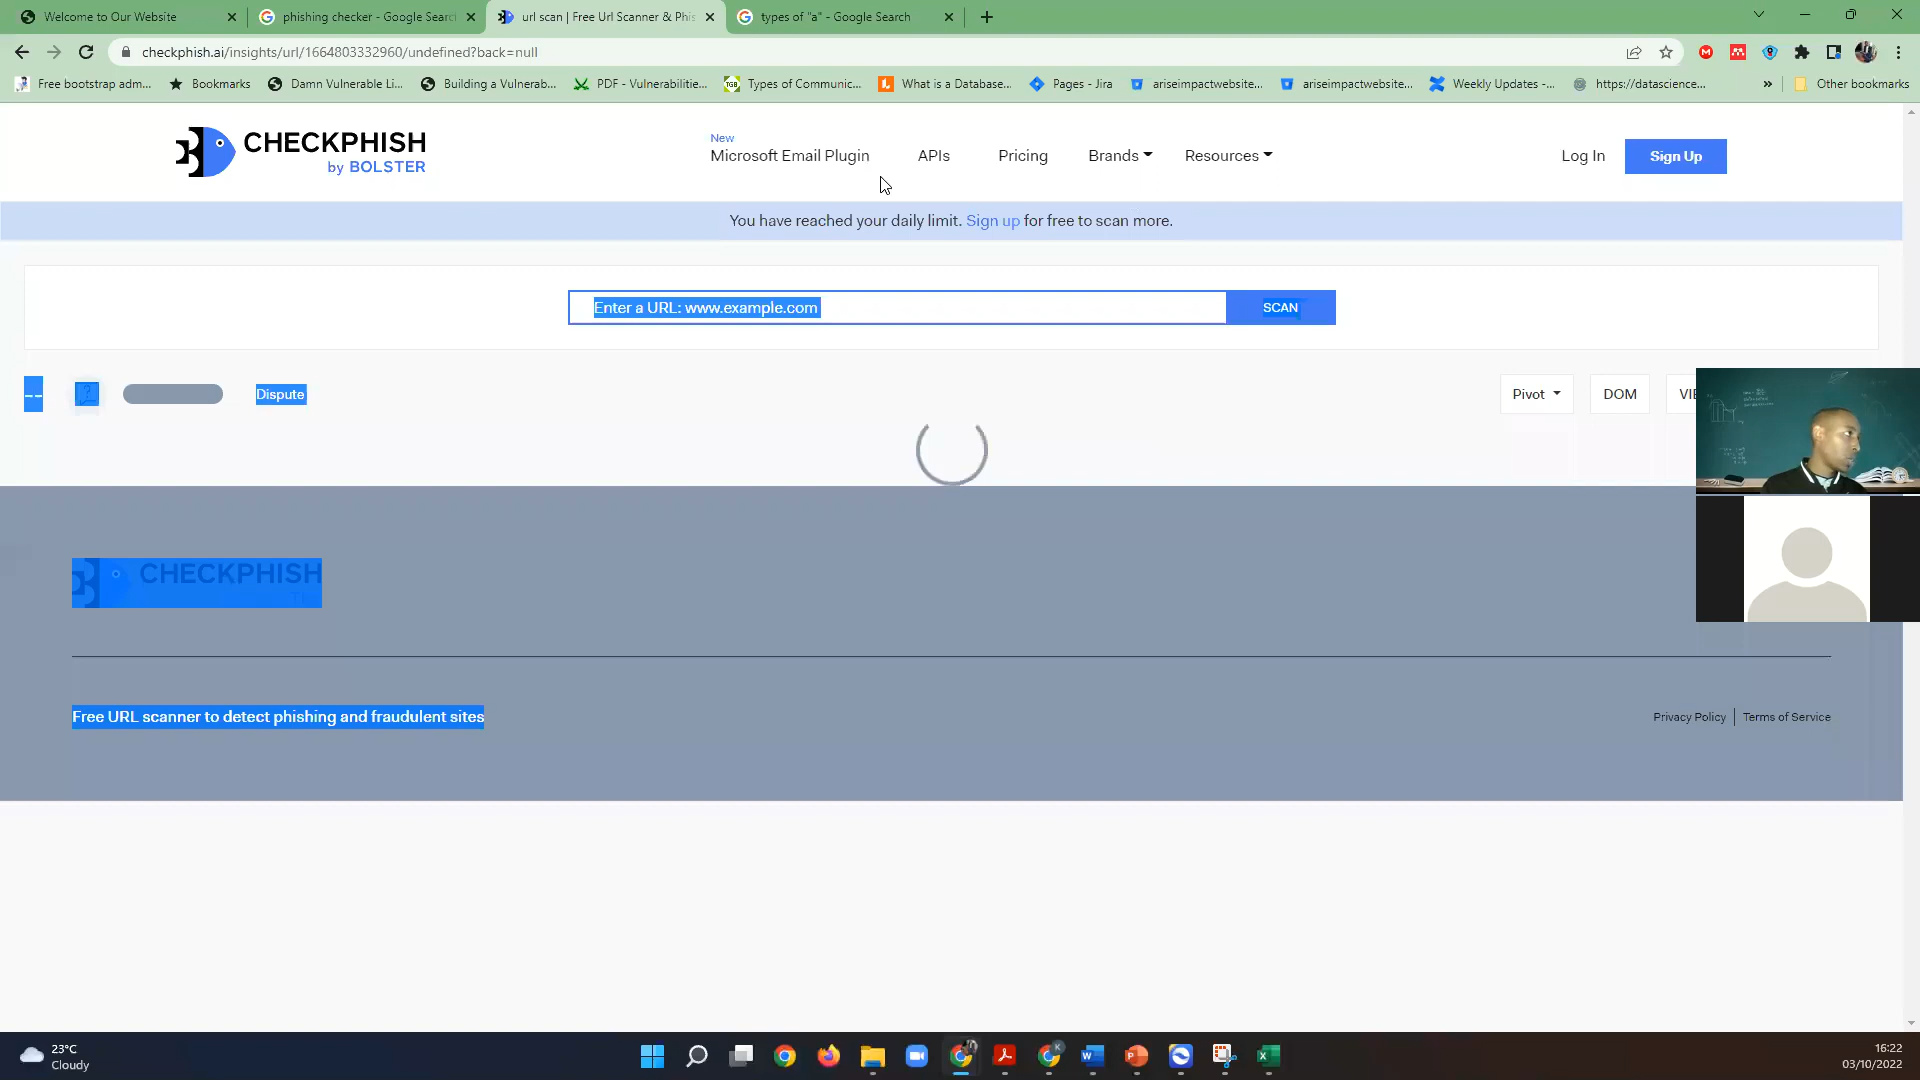 Welcome to Our Website
phishing checker - Google Searc
url scan | Free Url Scanner & Phis
types of "a" - Google Search
checkphish.ai/insights/url/1664803332960/undefined?back=null
Free bootstrap adm...
Bookmarks
Damn Vulnerable Li...
Building a Vulnerab...
PDF - Vulnerabilitie...
Types of Communic...
What is a Database...
Pages - Jira
ariseimpactwebsite...
ariseimpactwebsite...
Weekly Updates -...
https://datascience...
»
Other bookmarks
CHECKPHISH
by BOLSTER
New
Microsoft Email Plugin
APIs
Pricing
Brands
Resources
Log In
Sign Up
You have reached your daily limit. Sign up for free to scan more.
Enter a URL: www.example.com
SCAN
--
Dispute
Pivot
DOM
CHECKPHISH
Free URL scanner to detect phishing and fraudulent sites
Privacy Policy
Terms of Service
23°C
Cloudy
16:22
03/10/2022